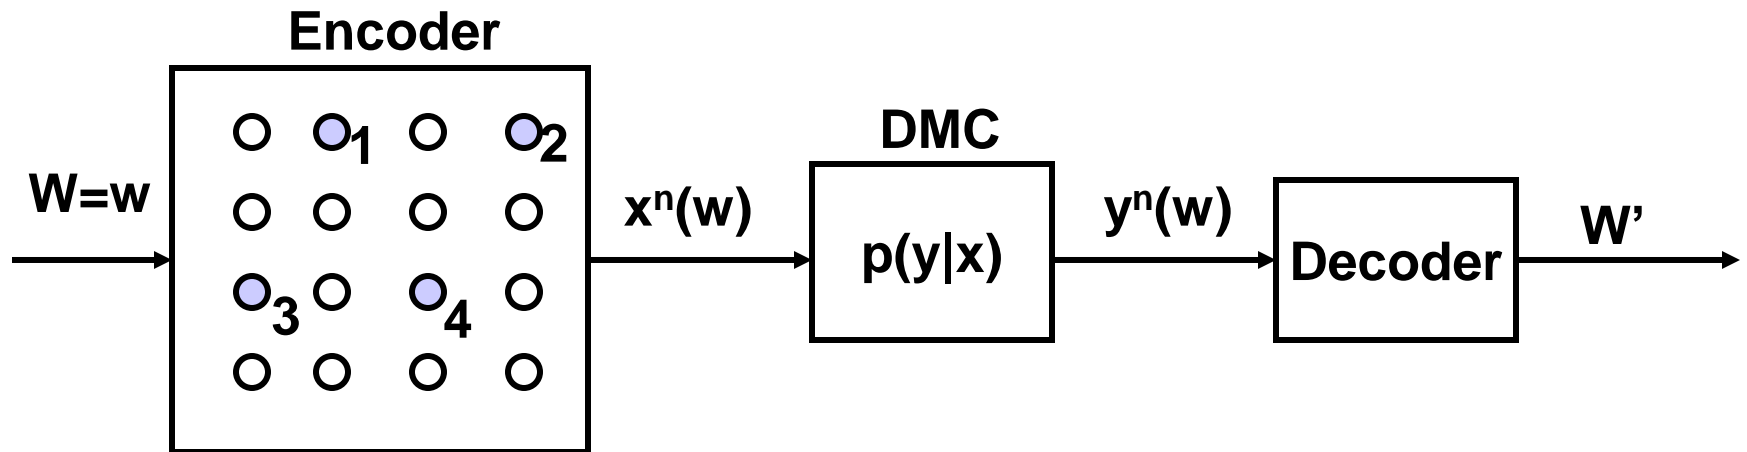 Encoder
1
2
3
4
W=w
xⁿ(w)
DMC
p(y|x)
yⁿ(w)
Decoder
W’